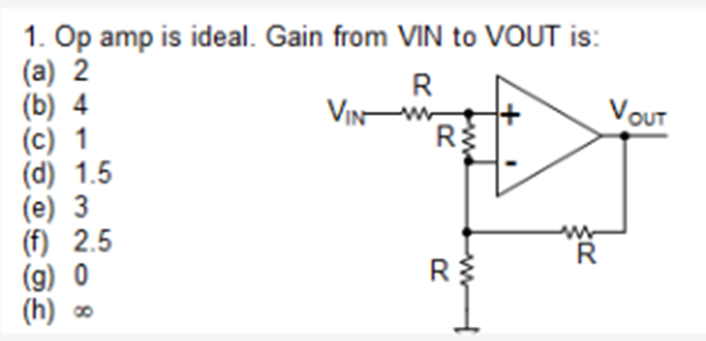 1. Op amp is ideal. Gain from VIN to VOUT is:
(a) 2
(b) 4
(c) 1
(d) 1.5
(e) 3
(f) 2.5
(g) 0
(h) ∞
R
VIN
+
VOUT
R
-
R
R